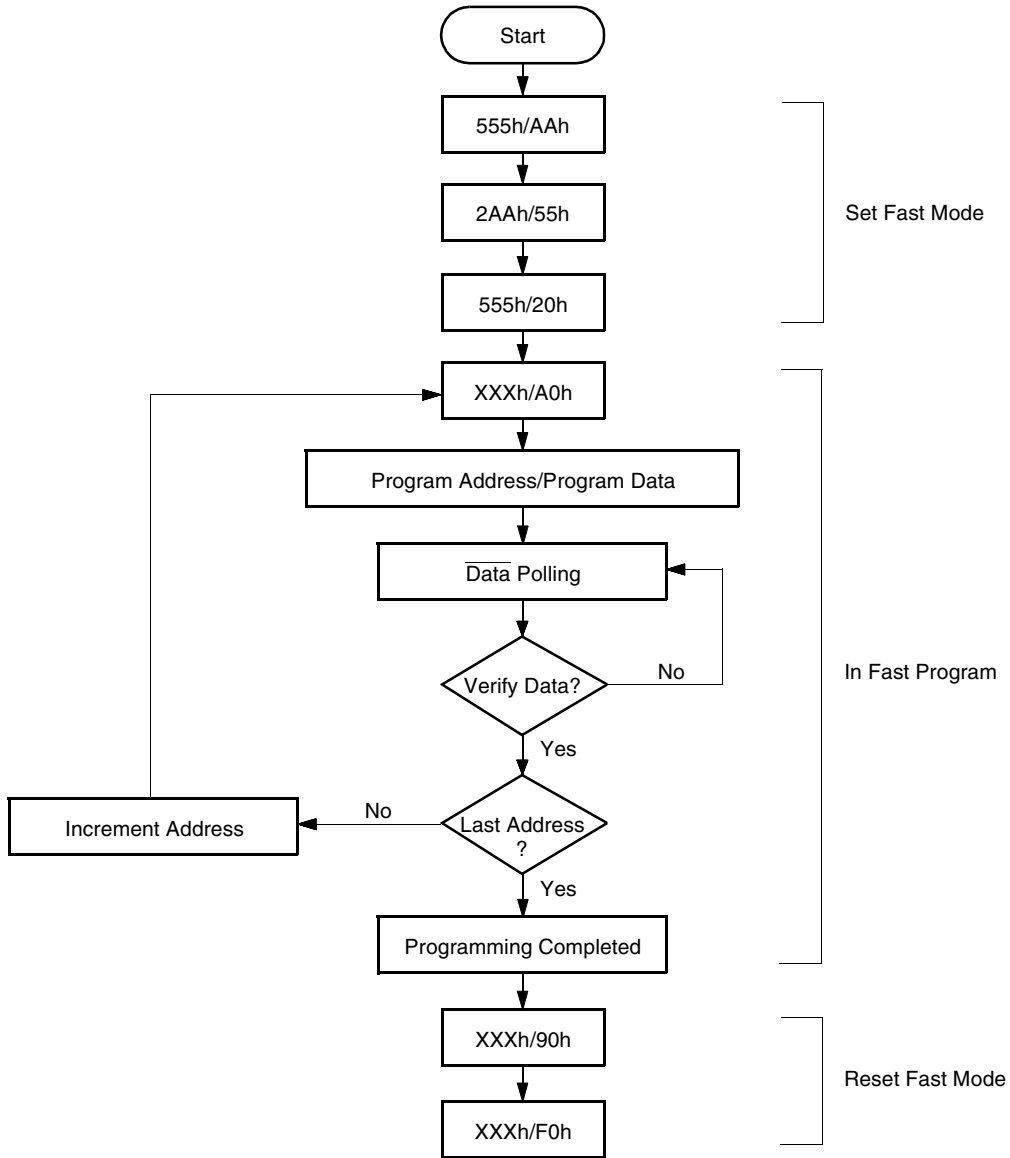 Start
555h/AAh
2AAh/55h
Set Fast Mode
555h/20h
XXXh/A0h
Program Address/Program Data
Data Polling
Verify Data?
No
In Fast Program
Yes
Increment Address
No
Last Address
?
Yes
Programming Completed
XXXh/90h
Reset Fast Mode
XXXh/F0h